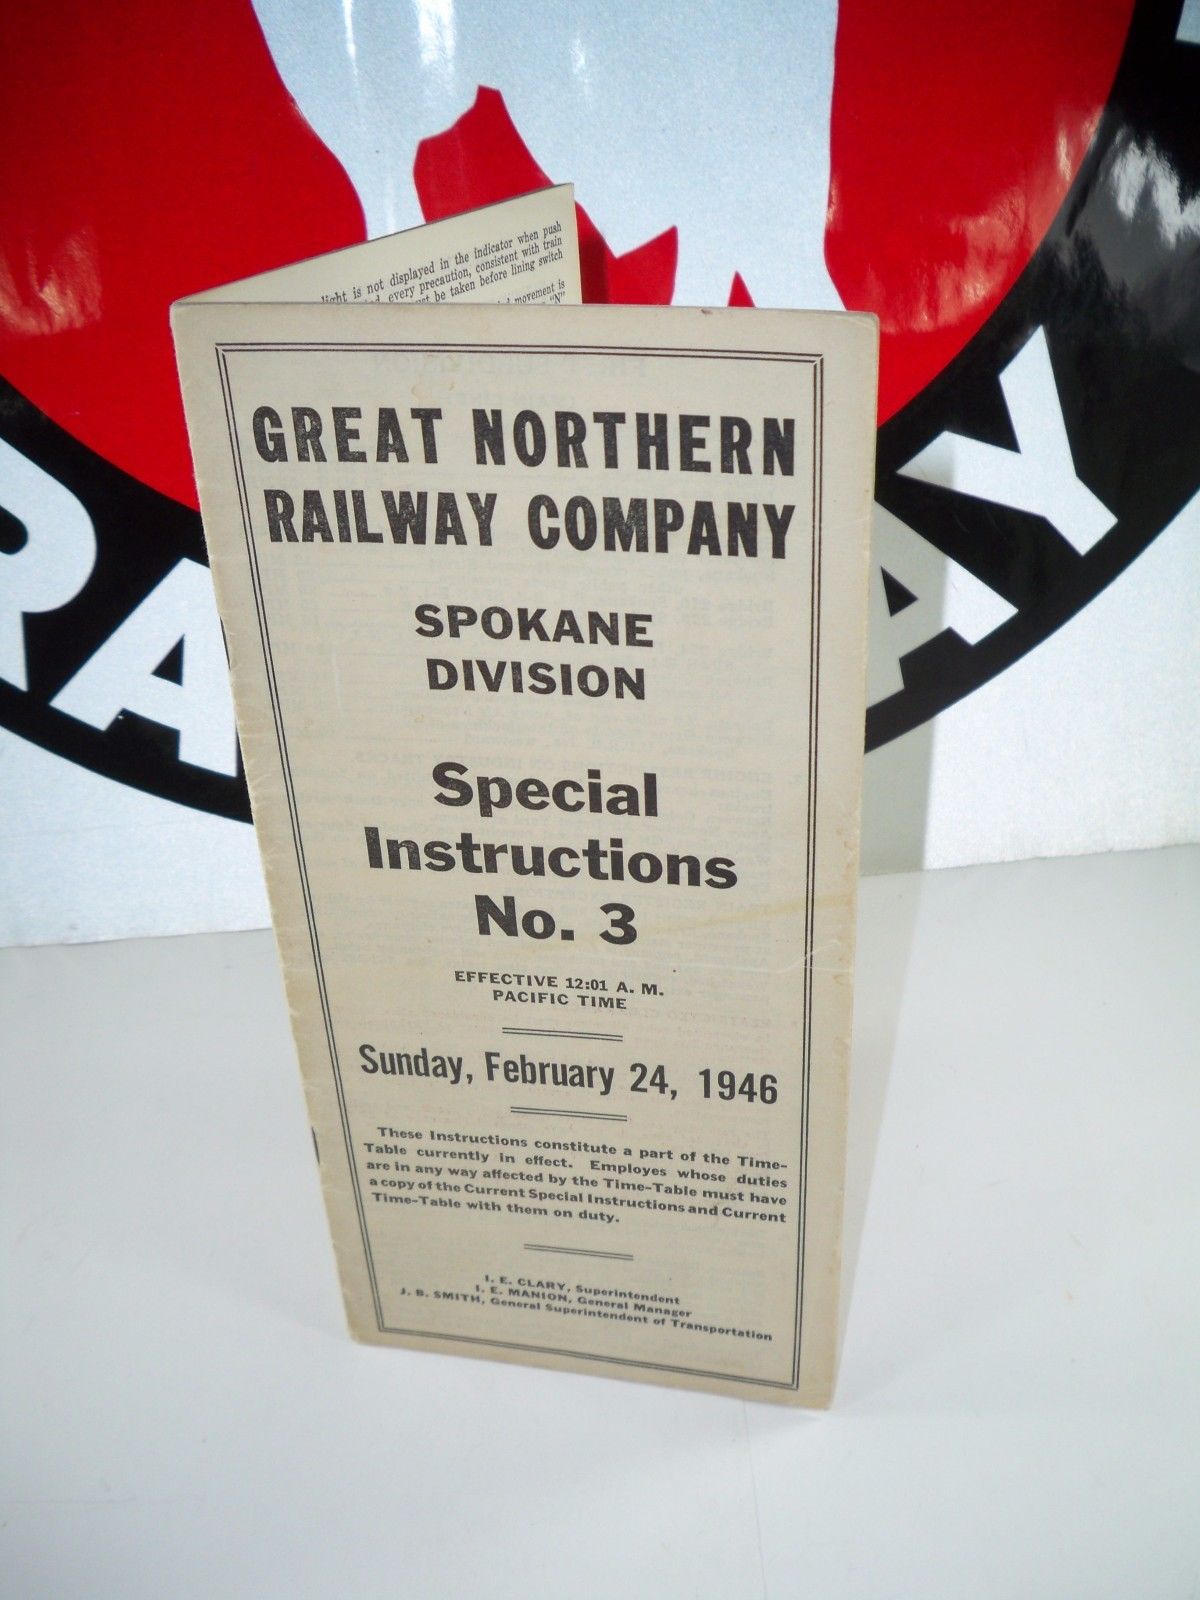 light is not displayed in the indicator when push
every precaution, consistent with train
be taken before lining switch
movement is
"N"
GREAT NORTHERN
RAILWAY COMPANY
SPOKANE
DIVISION
Special
Instructions
No. 3
EFFECTIVE 12:01 A. M.
PACIFIC TIME
Sunday, February 24, 1946
These Instructions constitute a part of the Time-
Table currently in effect. Employes whose duties
are in any way affected by the Time-Table must have
a copy of the Current Special Instructions and Current
Time-Table with them on duty.
I. E. CLARY, Superintendent
I. E. MANION, General Manager
J. B. SMITH, General Superintendent of Transportation
RA
AY